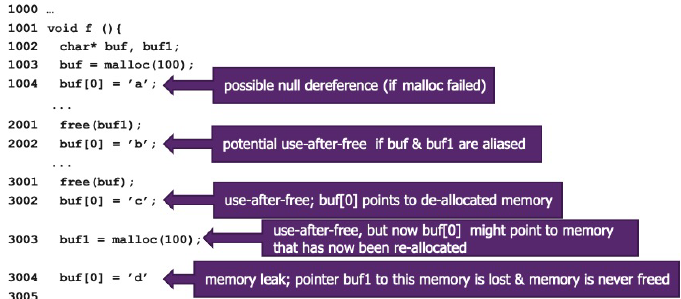 1000 …
1001 void f (){
1002 char* buf, buf1;
1003 buf = malloc(100);
1004 buf[0] = ’a’; possible null dereference (if malloc failed)
...
2001 free(buf1);
2002 buf[0] = ’b’; potential use-after-free if buf & buf1 are aliased
...
3001 free(buf);
3002 buf[0] = ’c’; use-after-free; buf[0] points to de-allocated memory
3003 buf1 = malloc(100); use-after-free, but now buf[0] might point to memory
that has now been re-allocated
3004 buf[0] = ’d’ memory leak; pointer buf1 to this memory is lost & memory is never freed
3005